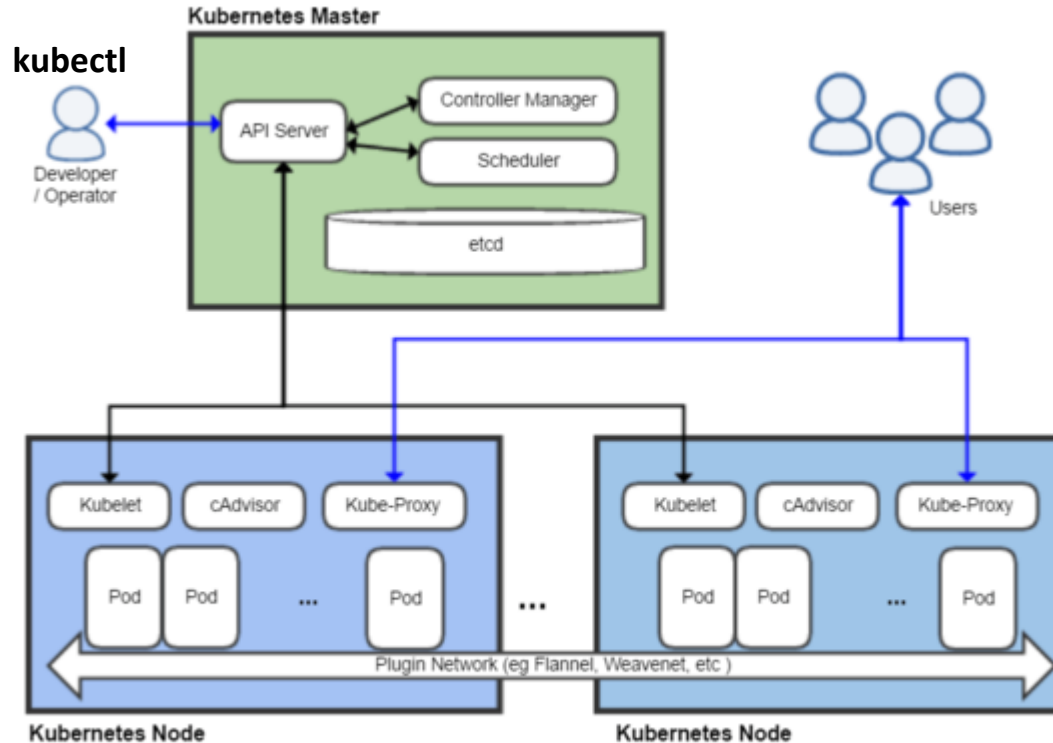 Kubernetes Master
kubectl
Controller Manager
API Server
Scheduler
Developer
/ Operator
Users
etcd
Kubelet
cAdvisor
Kube-Proxy
Kubelet
cAdvisor
Kube-Proxy
Pod
Pod
...
Pod
...
Pod
Pod
...
Pod
Plugin Network (eg Flannel, Weavenet, etc )
Kubernetes Node
Kubernetes Node